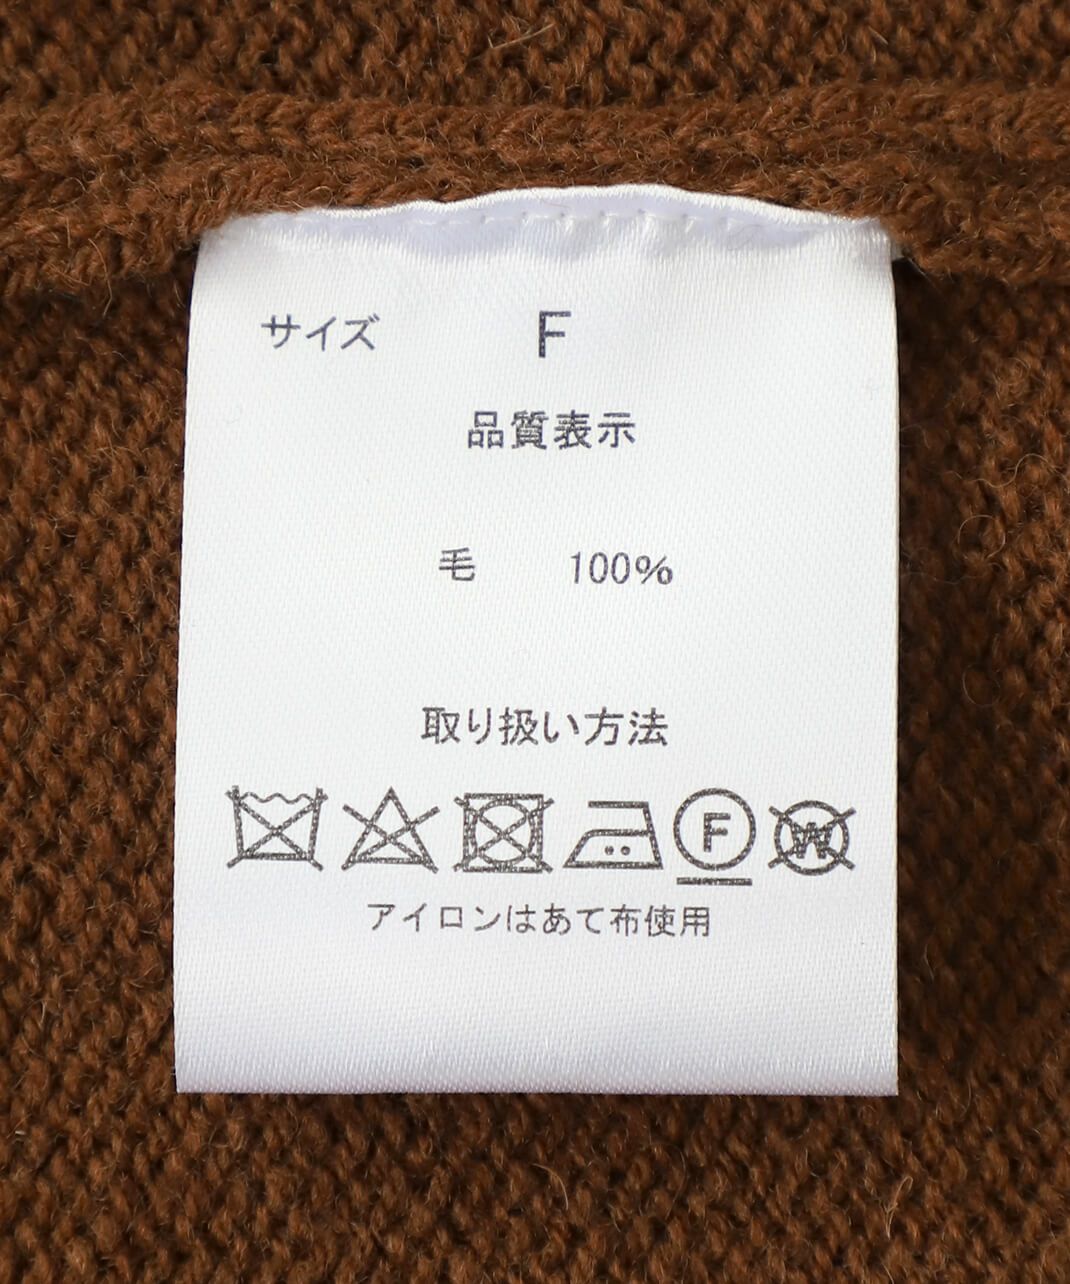 サイズ F
品質表示
毛 100%
取り扱い方法
F W
アイロンはあて布使用